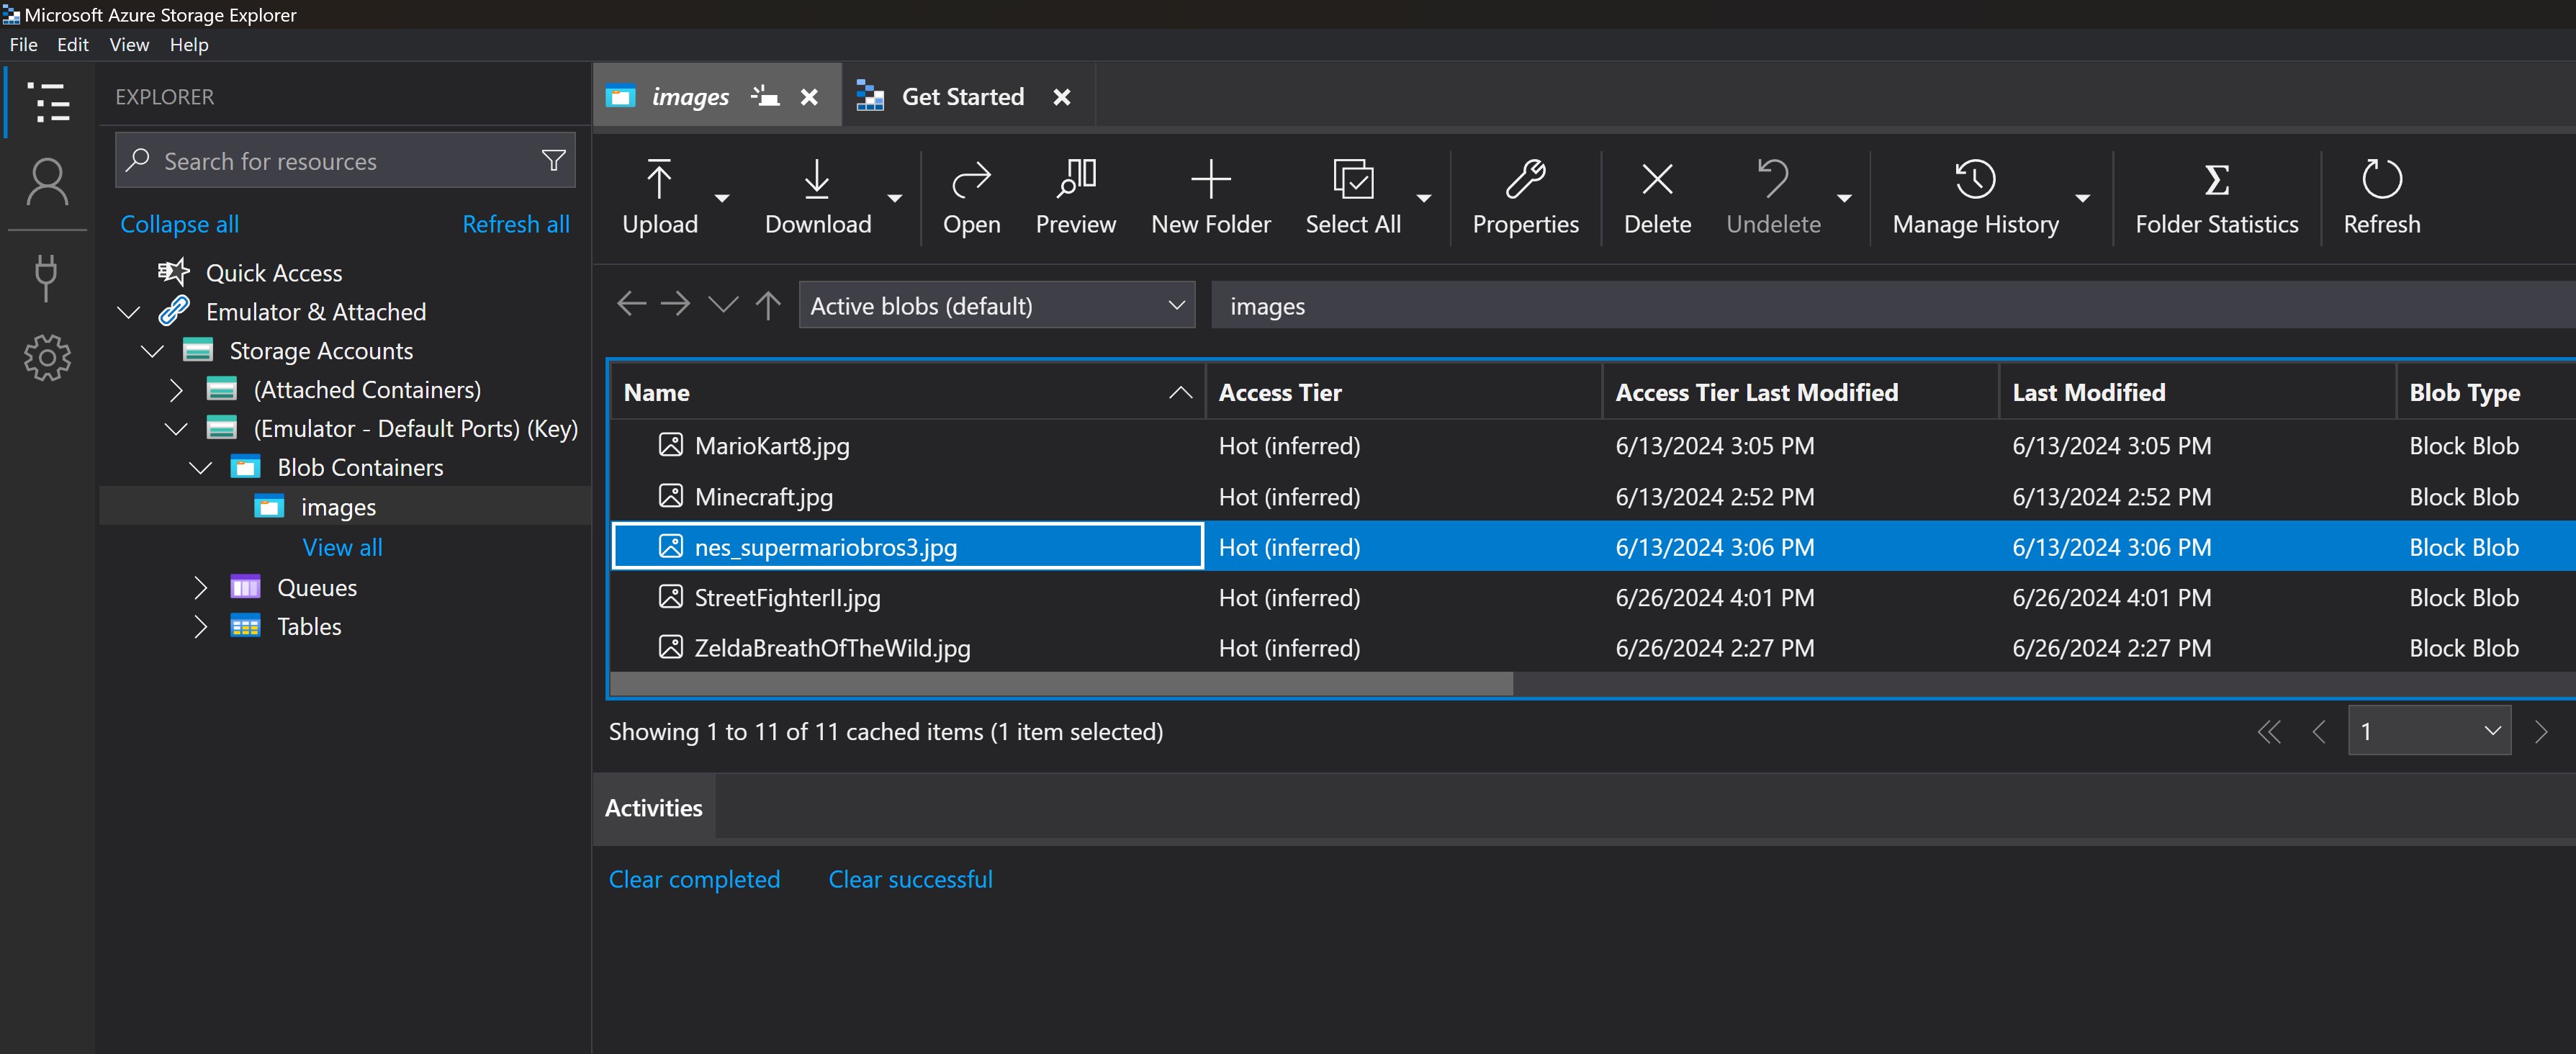 Microsoft Azure Storage Explorer
File Edit View Help
EXPLORER
Search for resources
Collapse all Refresh all
Quick Access
Emulator & Attached
Storage Accounts
(Attached Containers)
(Emulator - Default Ports) (Key)
Blob Containers
images
View all
Queues
Tables
images Get Started
Upload Download Open Preview New Folder Select All Properties Delete Undelete Manage History Folder Statistics Refresh
Active blobs (default) images
Name Access Tier Access Tier Last Modified Last Modified Blob Type
MarioKart8.jpg Hot (inferred) 6/13/2024 3:05 PM 6/13/2024 3:05 PM Block Blob
Minecraft.jpg Hot (inferred) 6/13/2024 2:52 PM 6/13/2024 2:52 PM Block Blob
nes_supermariobros3.jpg Hot (inferred) 6/13/2024 3:06 PM 6/13/2024 3:06 PM Block Blob
StreetFighterII.jpg Hot (inferred) 6/26/2024 4:01 PM 6/26/2024 4:01 PM Block Blob
ZeldaBreathOfTheWild.jpg Hot (inferred) 6/26/2024 2:27 PM 6/26/2024 2:27 PM Block Blob
Showing 1 to 11 of 11 cached items (1 item selected) 1
Activities
Clear completed Clear successful